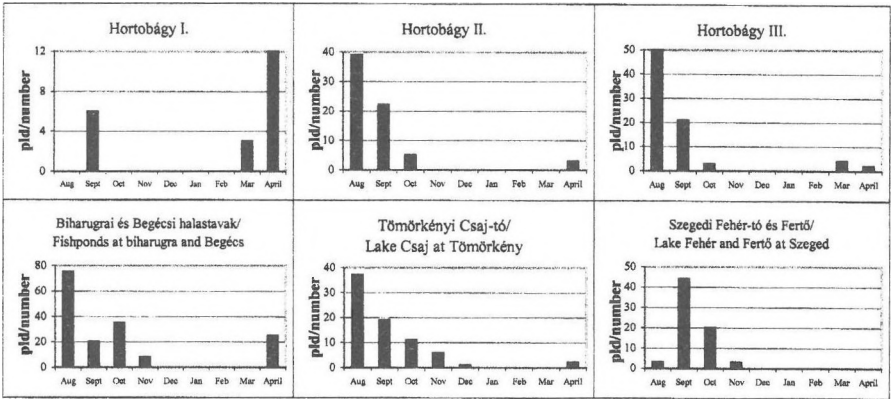 Hortobágy I.
pld/number
12
8
4
0
Aug Sept Oct Nov Dec Jan Feb Mar April
Hortobágy II.
pld/number
40
30
20
10
0
Aug Sept Oct Nov Dec Jan Feb Mar April
Hortobágy III.
pld/number
50
40
30
20
10
0
Aug Sept Oct Nov Dec Jan Feb Mar April
Biharugrai és Begécsi halastavak/
Fishponds at biharugra and Begécs
pld/number
80
60
40
20
0
Aug Sept Oct Nov Dec Jan Feb Mar April
Tömörkényi Csaj-tó/
Lake Csaj at Tömörkény
pld/number
40
30
20
10
0
Aug Sept Oct Nov Dec Jan Feb Mar April
Szegedi Fehér-tó és Fertő/
Lake Fehér and Fertő at Szeged
pld/number
50
40
30
20
10
0
Aug Sept Oct Nov Dec Jan Feb Mar April